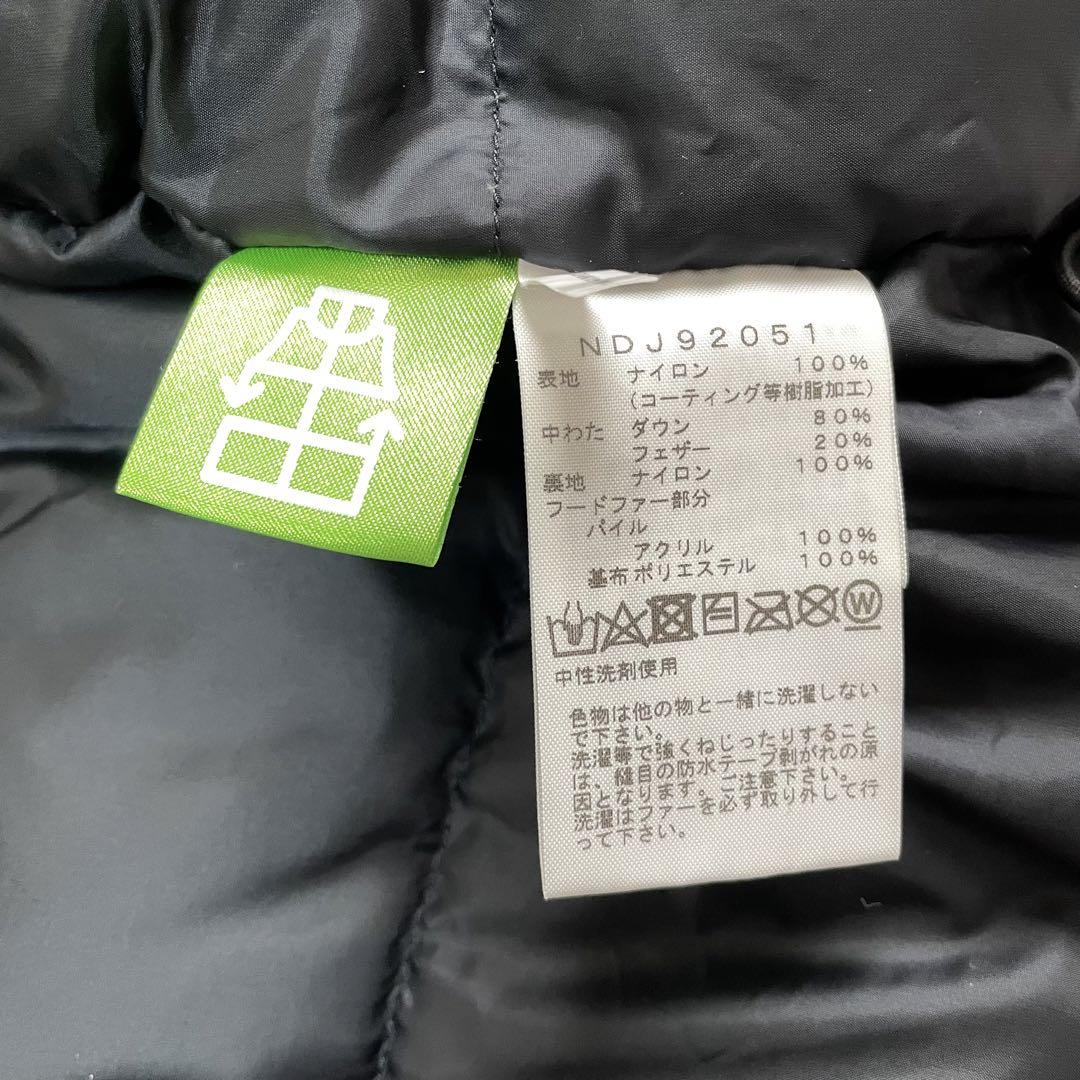 NDJ92051
表地 ナイロン 100%
(コーティング等樹脂加工)
中わた ダウン 80%
フェザー 20%
裏地 ナイロン 100%
フードファー部分
パイル
アクリル 100%
基布ポリエステル 100%
W
中性洗剤使用
色物は他の物と一緒に洗濯しない
で下さい。
洗濯等で強くねじったりすること
は、縫目の防水テープ剥がれの原
因となります。ご注意下さい。
洗濯はファーを必ず取り外して行
って下さい。